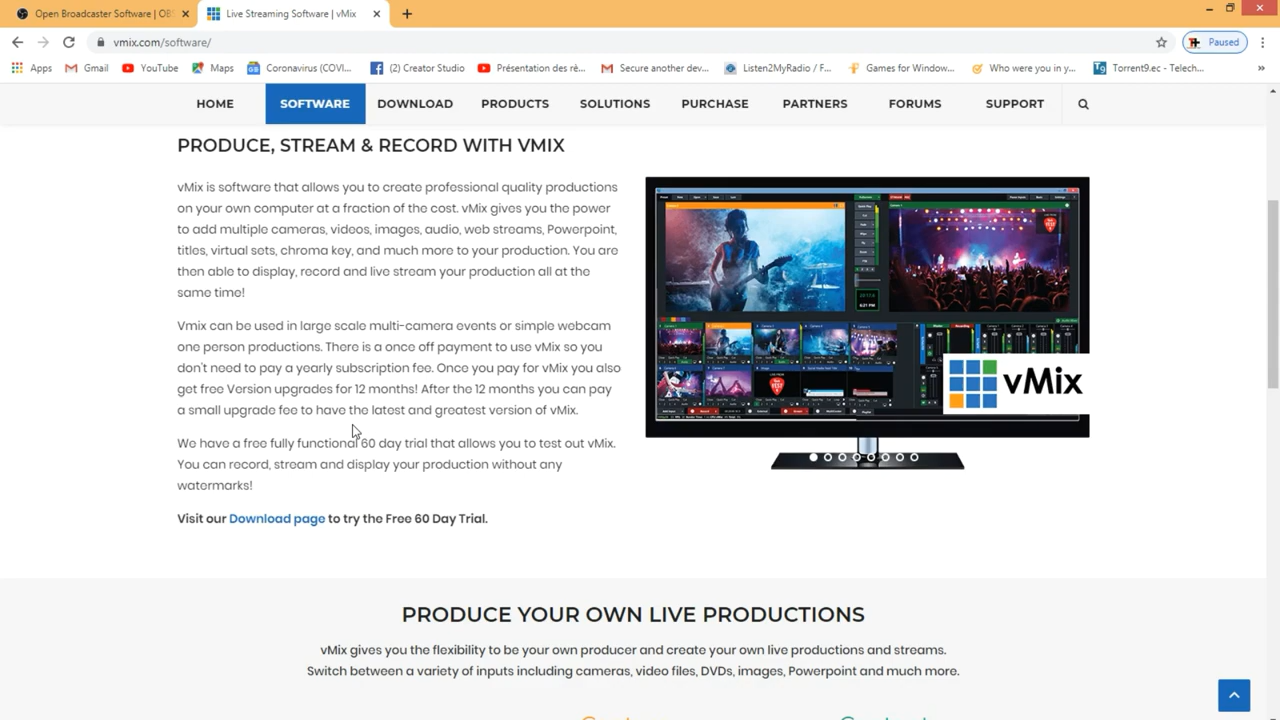 Open Broadcaster Software | OBS
Live Streaming Software | vMix
vmix.com/software/
Paused
Apps
Gmail
YouTube
Maps
Coronavirus (COVI...
(2) Creator Studio
Présentation des rè...
Secure another dev...
Listen2MyRadio / F...
Games for Window...
Who were you in y...
Torrent9.ec - Telech...
HOME
SOFTWARE
DOWNLOAD
PRODUCTS
SOLUTIONS
PURCHASE
PARTNERS
FORUMS
SUPPORT
PRODUCE, STREAM & RECORD WITH VMIX
vMix is software that allows you to create professional quality productions
on your own computer at a fraction of the cost. vMix gives you the power
to add multiple cameras, videos, images, audio, web streams, Powerpoint,
titles, virtual sets, chroma key, and much more to your production. You are
then able to display, record and live stream your production all at the
same time!
Vmix can be used in large scale multi-camera events or simple webcam
one person productions. There is a once off payment to use vMix so you
don't need to pay a yearly subscription fee. Once you pay for vMix you also
get free Version upgrades for 12 months! After the 12 months you can pay
a small upgrade fee to have the latest and greatest version of vMix.
We have a free fully functional 60 day trial that allows you to test out vMix.
You can record, stream and display your production without any
watermarks!
Visit our Download page to try the Free 60 Day Trial.
vMix
PRODUCE YOUR OWN LIVE PRODUCTIONS
vMix gives you the flexibility to be your own producer and create your own live productions and streams.
Switch between a variety of inputs including cameras, video files, DVDs, images, Powerpoint and much more.